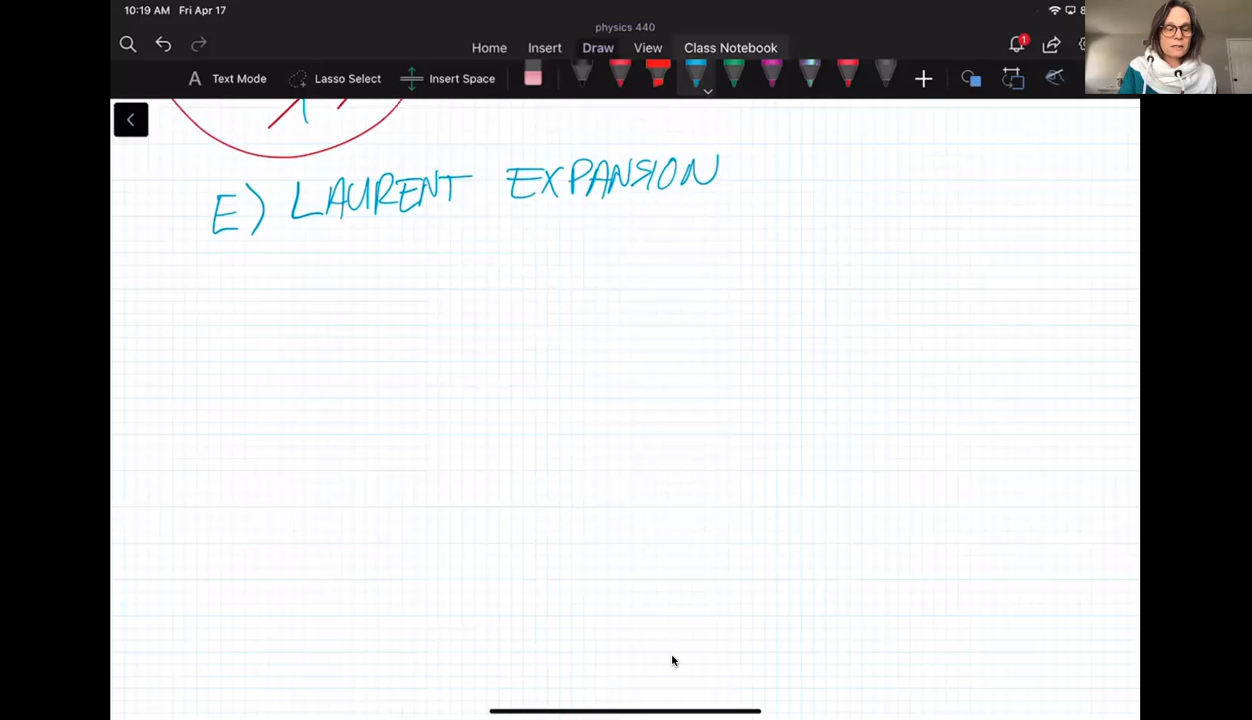 10:19 AM Fri Apr 17
physics 440
Home Insert Draw View Class Notebook
1
A Text Mode Lasso Select Insert Space
E) LAURENT EXPANSION